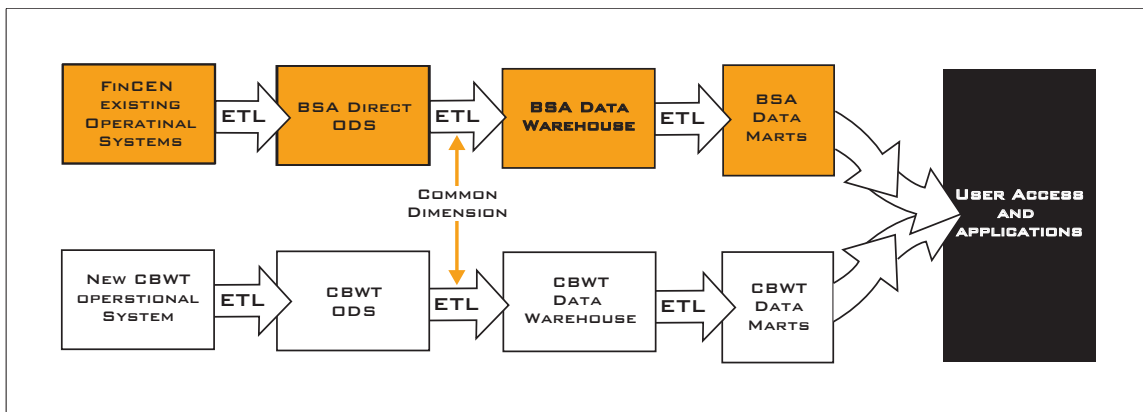 FinCEN
existing
Operatinal
Systems
ETL
BSA Direct
ODS
ETL
BSA Data
Warehouse
ETL
BSA
Data
Marts
Common
Dimension
User Access
and
applications
New CBWT
operstional
System
ETL
CBWT
ODS
ETL
CBWT
Data
Warehouse
ETL
CBWT
Data
Marts